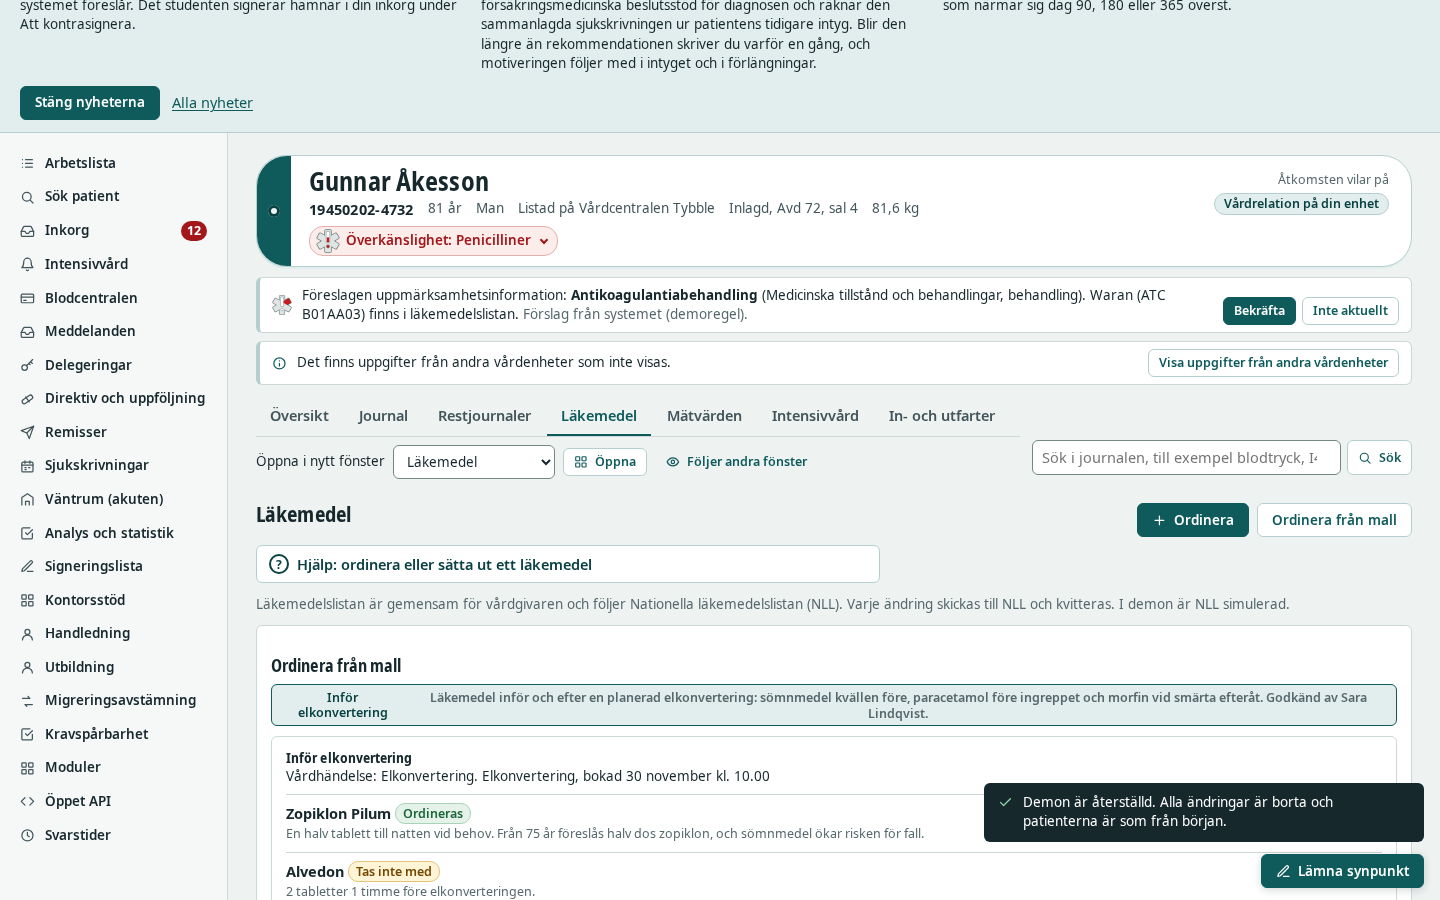 systemet föreslår. Det studenten signerar hamnar i din inkorg under
Att kontrasignera.
försäkringsmedicinska beslutsstöd för diagnosen och räknar den
sammanlagda sjukskrivningen ur patientens tidigare intyg. Blir den
längre än rekommendationen skriver du varför en gång, och
motiveringen följer med i intyget och i förlängningar.
som närmar sig dag 90, 180 eller 365 överst.
Stäng nyheterna
Alla nyheter
Arbetslista
Sök patient
Inkorg 12
Intensivvård
Blodcentralen
Meddelanden
Delegeringar
Direktiv och uppföljning
Remisser
Sjukskrivningar
Väntrum (akuten)
Analys och statistik
Signeringslista
Kontorsstöd
Handledning
Utbildning
Migreringsavstämning
Kravspårbarhet
Moduler
Öppet API
Svarstider
Gunnar Åkesson
19450202-4732 81 år Man Listad på Vårdcentralen Tybble Inlagd, Avd 72, sal 4 81,6 kg
Överkänslighet: Penicilliner
Åtkomsten vilar på
Vårdrelation på din enhet
Föreslagen uppmärksamhetsinformation: Antikoagulantiabehandling (Medicinska tillstånd och behandlingar, behandling). Waran (ATC
B01AA03) finns i läkemedelslistan. Förslag från systemet (demoregel).
Bekräfta
Inte aktuellt
Det finns uppgifter från andra vårdenheter som inte visas.
Visa uppgifter från andra vårdenheter
Översikt Journal Restjournaler Läkemedel Mätvärden Intensivvård In- och utfarter
Öppna i nytt fönster Läkemedel Öppna Följer andra fönster
Sök i journalen, till exempel blodtryck, I4
Sök
Läkemedel
Ordinera
Ordinera från mall
Hjälp: ordinera eller sätta ut ett läkemedel
Läkemedelslistan är gemensam för vårdgivaren och följer Nationella läkemedelslistan (NLL). Varje ändring skickas till NLL och kvitteras. I demon är NLL simulerad.
Ordinera från mall
Inför
elkonvertering
Läkemedel inför och efter en planerad elkonvertering: sömnmedel kvällen före, paracetamol före ingreppet och morfin vid smärta efteråt. Godkänd av Sara
Lindqvist.
Inför elkonvertering
Vårdhändelse: Elkonvertering. Elkonvertering, bokad 30 november kl. 10.00
Zopiklon Pilum Ordineras
En halv tablett till natten vid behov. Från 75 år föreslås halv dos zopiklon, och sömnmedel ökar risken för fall.
Alvedon Tas inte med
2 tabletter 1 timme före elkonverteringen.
Demon är återställd. Alla ändringar är borta och
patienterna är som från början.
Lämna synpunkt